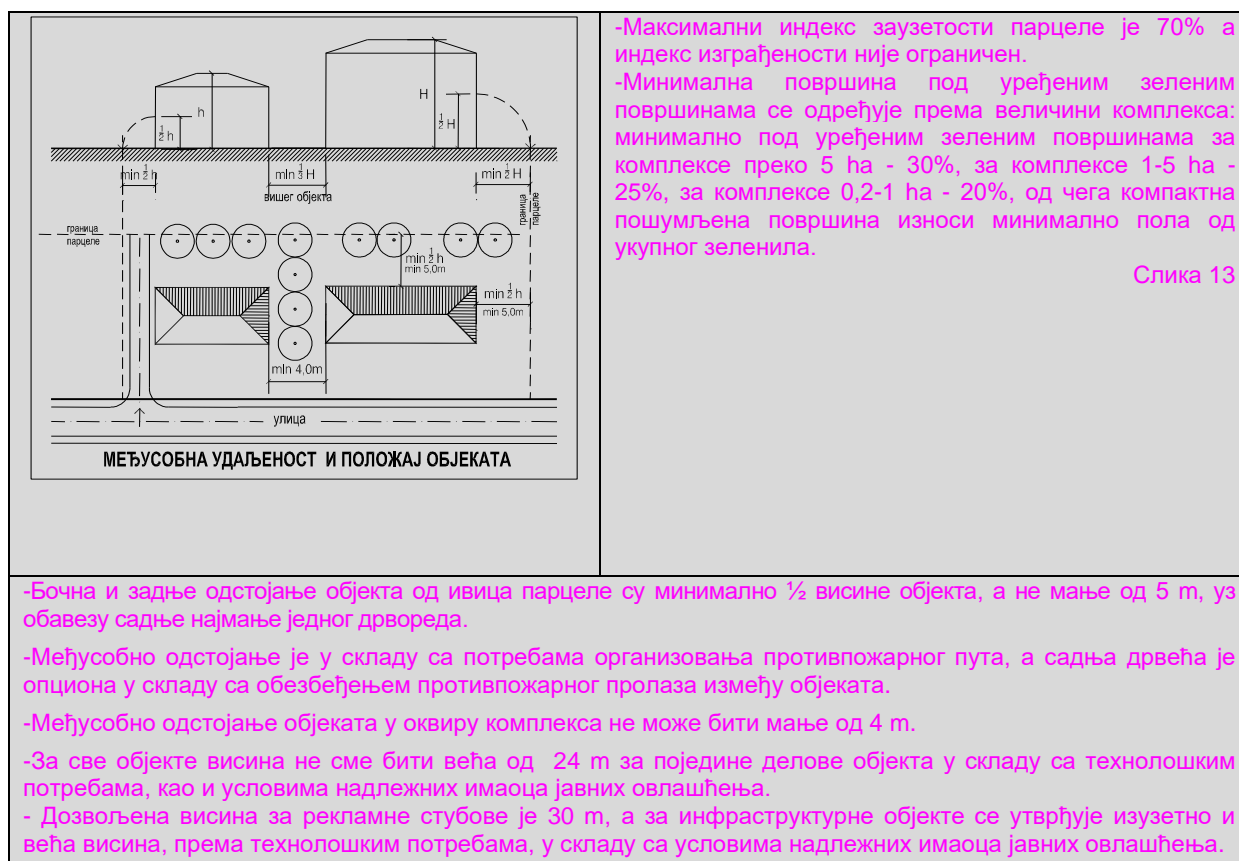 h
½ h
H
½ H
min ½ h
min ⅓ H
вишег објекта
min ½ H
граница
парцеле
граница
парцеле
min ½ h
min 5,0m
min ½ h
min 5,0m
min 4,0m
улица
МЕЂУСОБНА УДАЉЕНОСТ И ПОЛОЖАЈ ОБЈЕКАТА
-Максимални индекс заузетости парцеле је 70% а
индекс изграђености није ограничен.
-Минимална површина под уређеним зеленим
површинама се одређује према величини комплекса:
минимално под уређеним зеленим површинама за
комплексе преко 5 ha - 30%, за комплексе 1-5 ha -
25%, за комплексе 0,2-1 ha - 20%, од чега компактна
пошумљена површина износи минимално пола од
укупног зеленила.
Слика 13
-Бочна и задње одстојање објекта од ивица парцеле су минимално ½ висине објекта, а не мање од 5 m, уз
обавезу садње најмање једног дрвореда.
-Међусобно одстојање је у складу са потребама организовања противпожарног пута, а садња дрвећа је
опциона у складу са обезбеђењем противпожарног пролаза између објеката.
-Међусобно одстојање објеката у оквиру комплекса не може бити мање од 4 m.
-За све објекте висина не сме бити већа од 24 m за поједине делове објекта у складу са технолошким
потребама, као и условима надлежних имаоца јавних овлашћења.
- Дозвољена висина за рекламне стубове је 30 m, а за инфраструктурне објекте се утврђује изузетно и
већа висина, према технолошким потребама, у складу са условима надлежних имаоца јавних овлашћења.